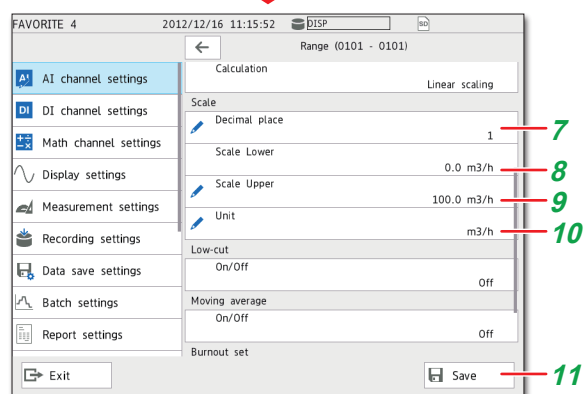 FAVORITE 4 2012/12/16 11:15:52 DISP SD
Range (0101 - 0101)
AI AI channel settings
DI DI channel settings
Math channel settings
Display settings
Measurement settings
Recording settings
Data save settings
Batch settings
Report settings
Exit
Calculation
Linear scaling
Scale
Decimal place
1 7
Scale Lower
0.0 m3/h 8
Scale Upper
100.0 m3/h 9
Unit
m3/h 10
Low-cut
On/Off
Off
Moving average
On/Off
Off
Burnout set
Save 11